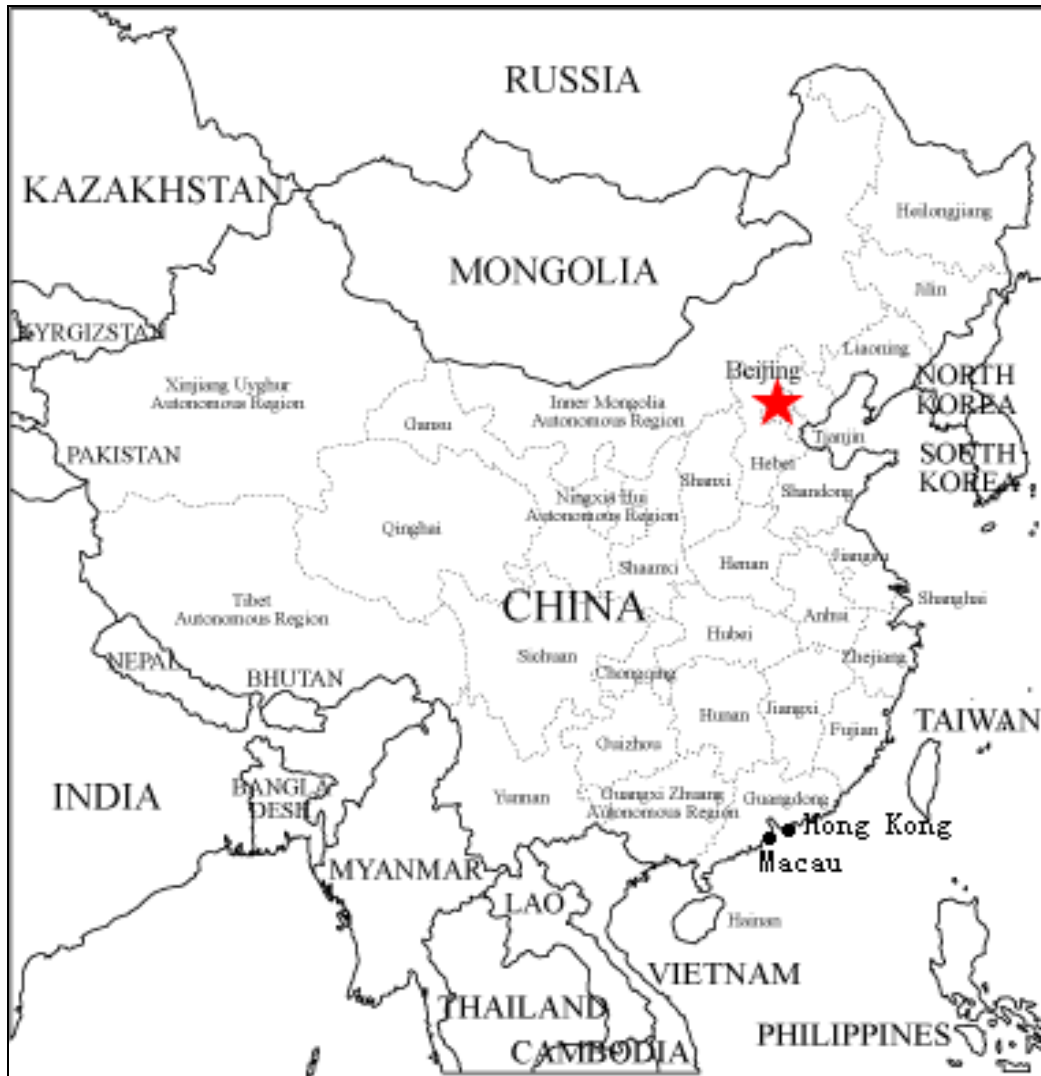 RUSSIA
KAZAKHSTAN
Heilongjiang
MONGOLIA
Jilin
KYRGIZSTAN
Liaoning
Beijing
NORTH
KOREA
Xinjiang Uyghur
Autonomous Region
Inner Mongolia
Autonomous Region
Gansu
Tianjin
PAKISTAN
SOUTH
KOREA
Hebei
Shanxi
Shandong
Ningxia Hui
Autonomous Region
Qinghai
Jiangsu
Henan
Shaanxi
Shanghai
Tibet
Autonomous Region
CHINA
Anhui
Hubei
NEPAL
Sichuan
Zhejiang
BHUTAN
Chongqing
Hunan
Jiangxi
TAIWAN
Fujian
Guizhou
INDIA
BANGLA
DESH
Yunnan
Guangxi Zhuang
Autonomous Region
Guangdong
Hong Kong
Macau
MYANMAR
LAO
Hainan
VIETNAM
THAILAND
PHILIPPINES
CAMBODIA